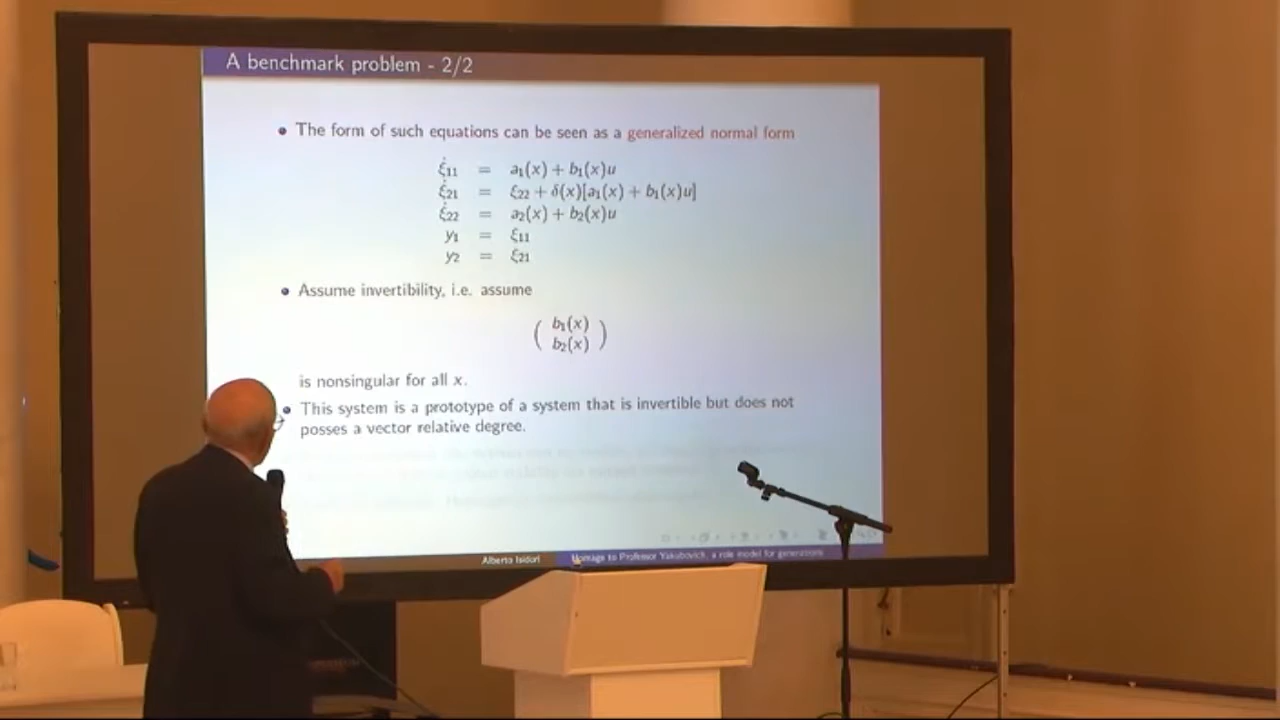 A benchmark problem - 2/2
The form of such equations can be seen as a generalized normal form
ξ̇₁₁ = a₁(x) + b₁(x)u
ξ̇₂₁ = ξ₂₂ + δ(x)[a₁(x) + b₁(x)u]
ξ̇₂₂ = a₂(x) + b₂(x)u
y₁ = ξ₁₁
y₂ = ξ₂₁
Assume invertibility, i.e. assume
( b₁(x)
b₂(x) )
is nonsingular for all x.
This system is a prototype of a system that is invertible but does not
posses a vector relative degree.
Alberto Isidori Homage to Professor Yakubovich, a role model for generations